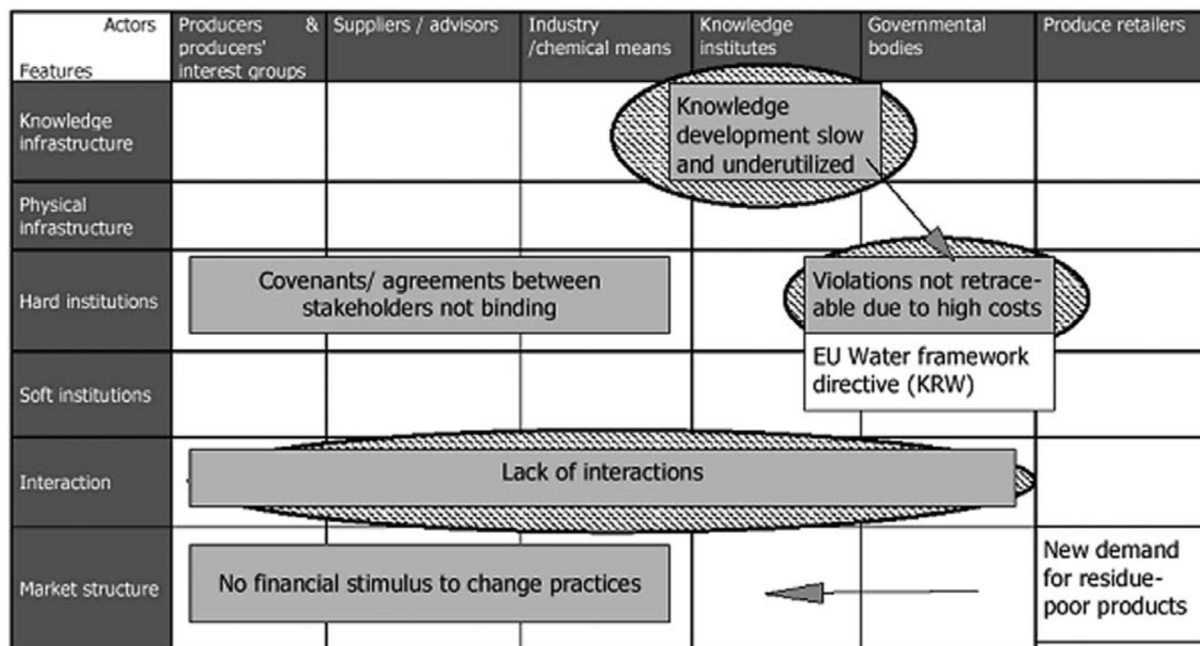 Actors
Features
Producers &
producers'
interest groups
Suppliers / advisors
Industry
/chemical means
Knowledge
institutes
Governmental
bodies
Produce retailers
Knowledge
infrastructure
Knowledge
development slow
and underutilized
Physical
infrastructure
Hard institutions
Covenants/ agreements between
stakeholders not binding
Violations not retrace-
able due to high costs
EU Water framework
directive (KRW)
Soft institutions
Interaction
Lack of interactions
Market structure
No financial stimulus to change practices
New demand
for residue-
poor products